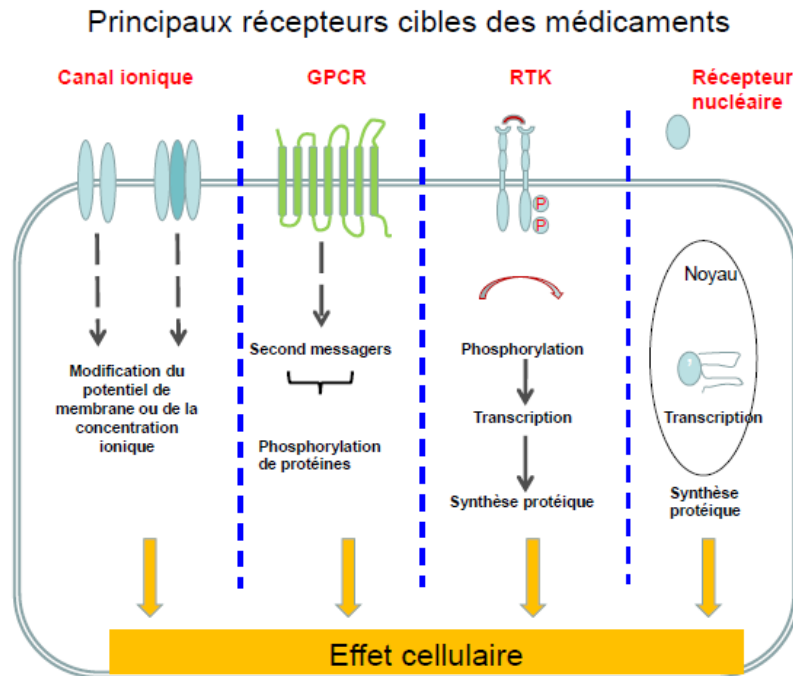 Principaux récepteurs cibles des médicaments
Canal ionique
GPCR
RTK
Récepteur
nucléaire
Modification du
potentiel de
membrane ou de la
concentration
ionique
Second messagers
Phosphorylation
de protéines
P
P
Phosphorylation
Transcription
Synthèse protéique
Noyau
Transcription
Synthèse
protéique
Effet cellulaire